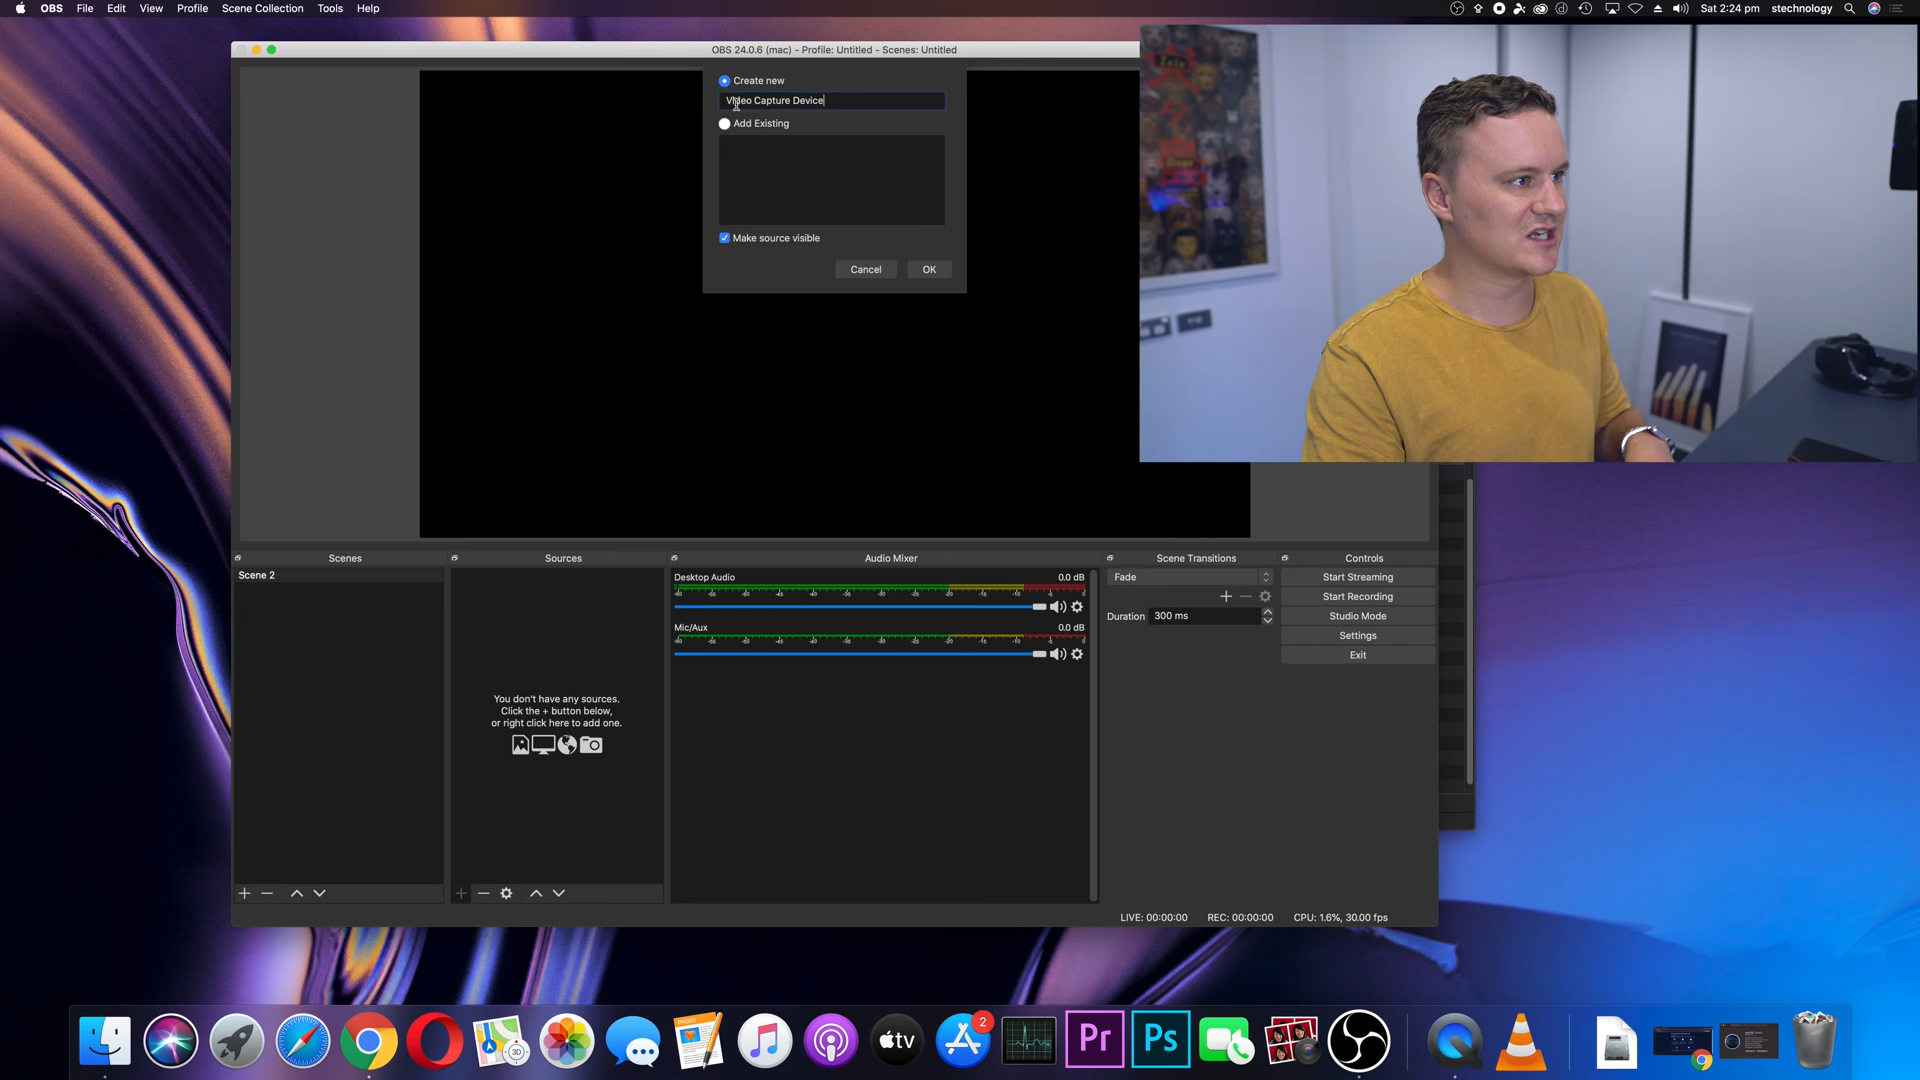 OBS File Edit View Profile Scene Collection Tools Help
Sat 2:24 pm stechnology
OBS 24.0.6 (mac) - Profile: Untitled - Scenes: Untitled
Create new
Video Capture Device
Add Existing
Make source visible
Cancel OK
Scenes
Sources
Audio Mixer
Scene Transitions
Controls
Scene 2
You don't have any sources.
Click the + button below,
or right click here to add one.
Desktop Audio 0.0 dB
Mic/Aux 0.0 dB
Fade
Duration 300 ms
Start Streaming
Start Recording
Studio Mode
Settings
Exit
LIVE: 00:00:00 REC: 00:00:00 CPU: 1.6%, 30.00 fps
3D
PAGES
tv
2
Pr
Ps